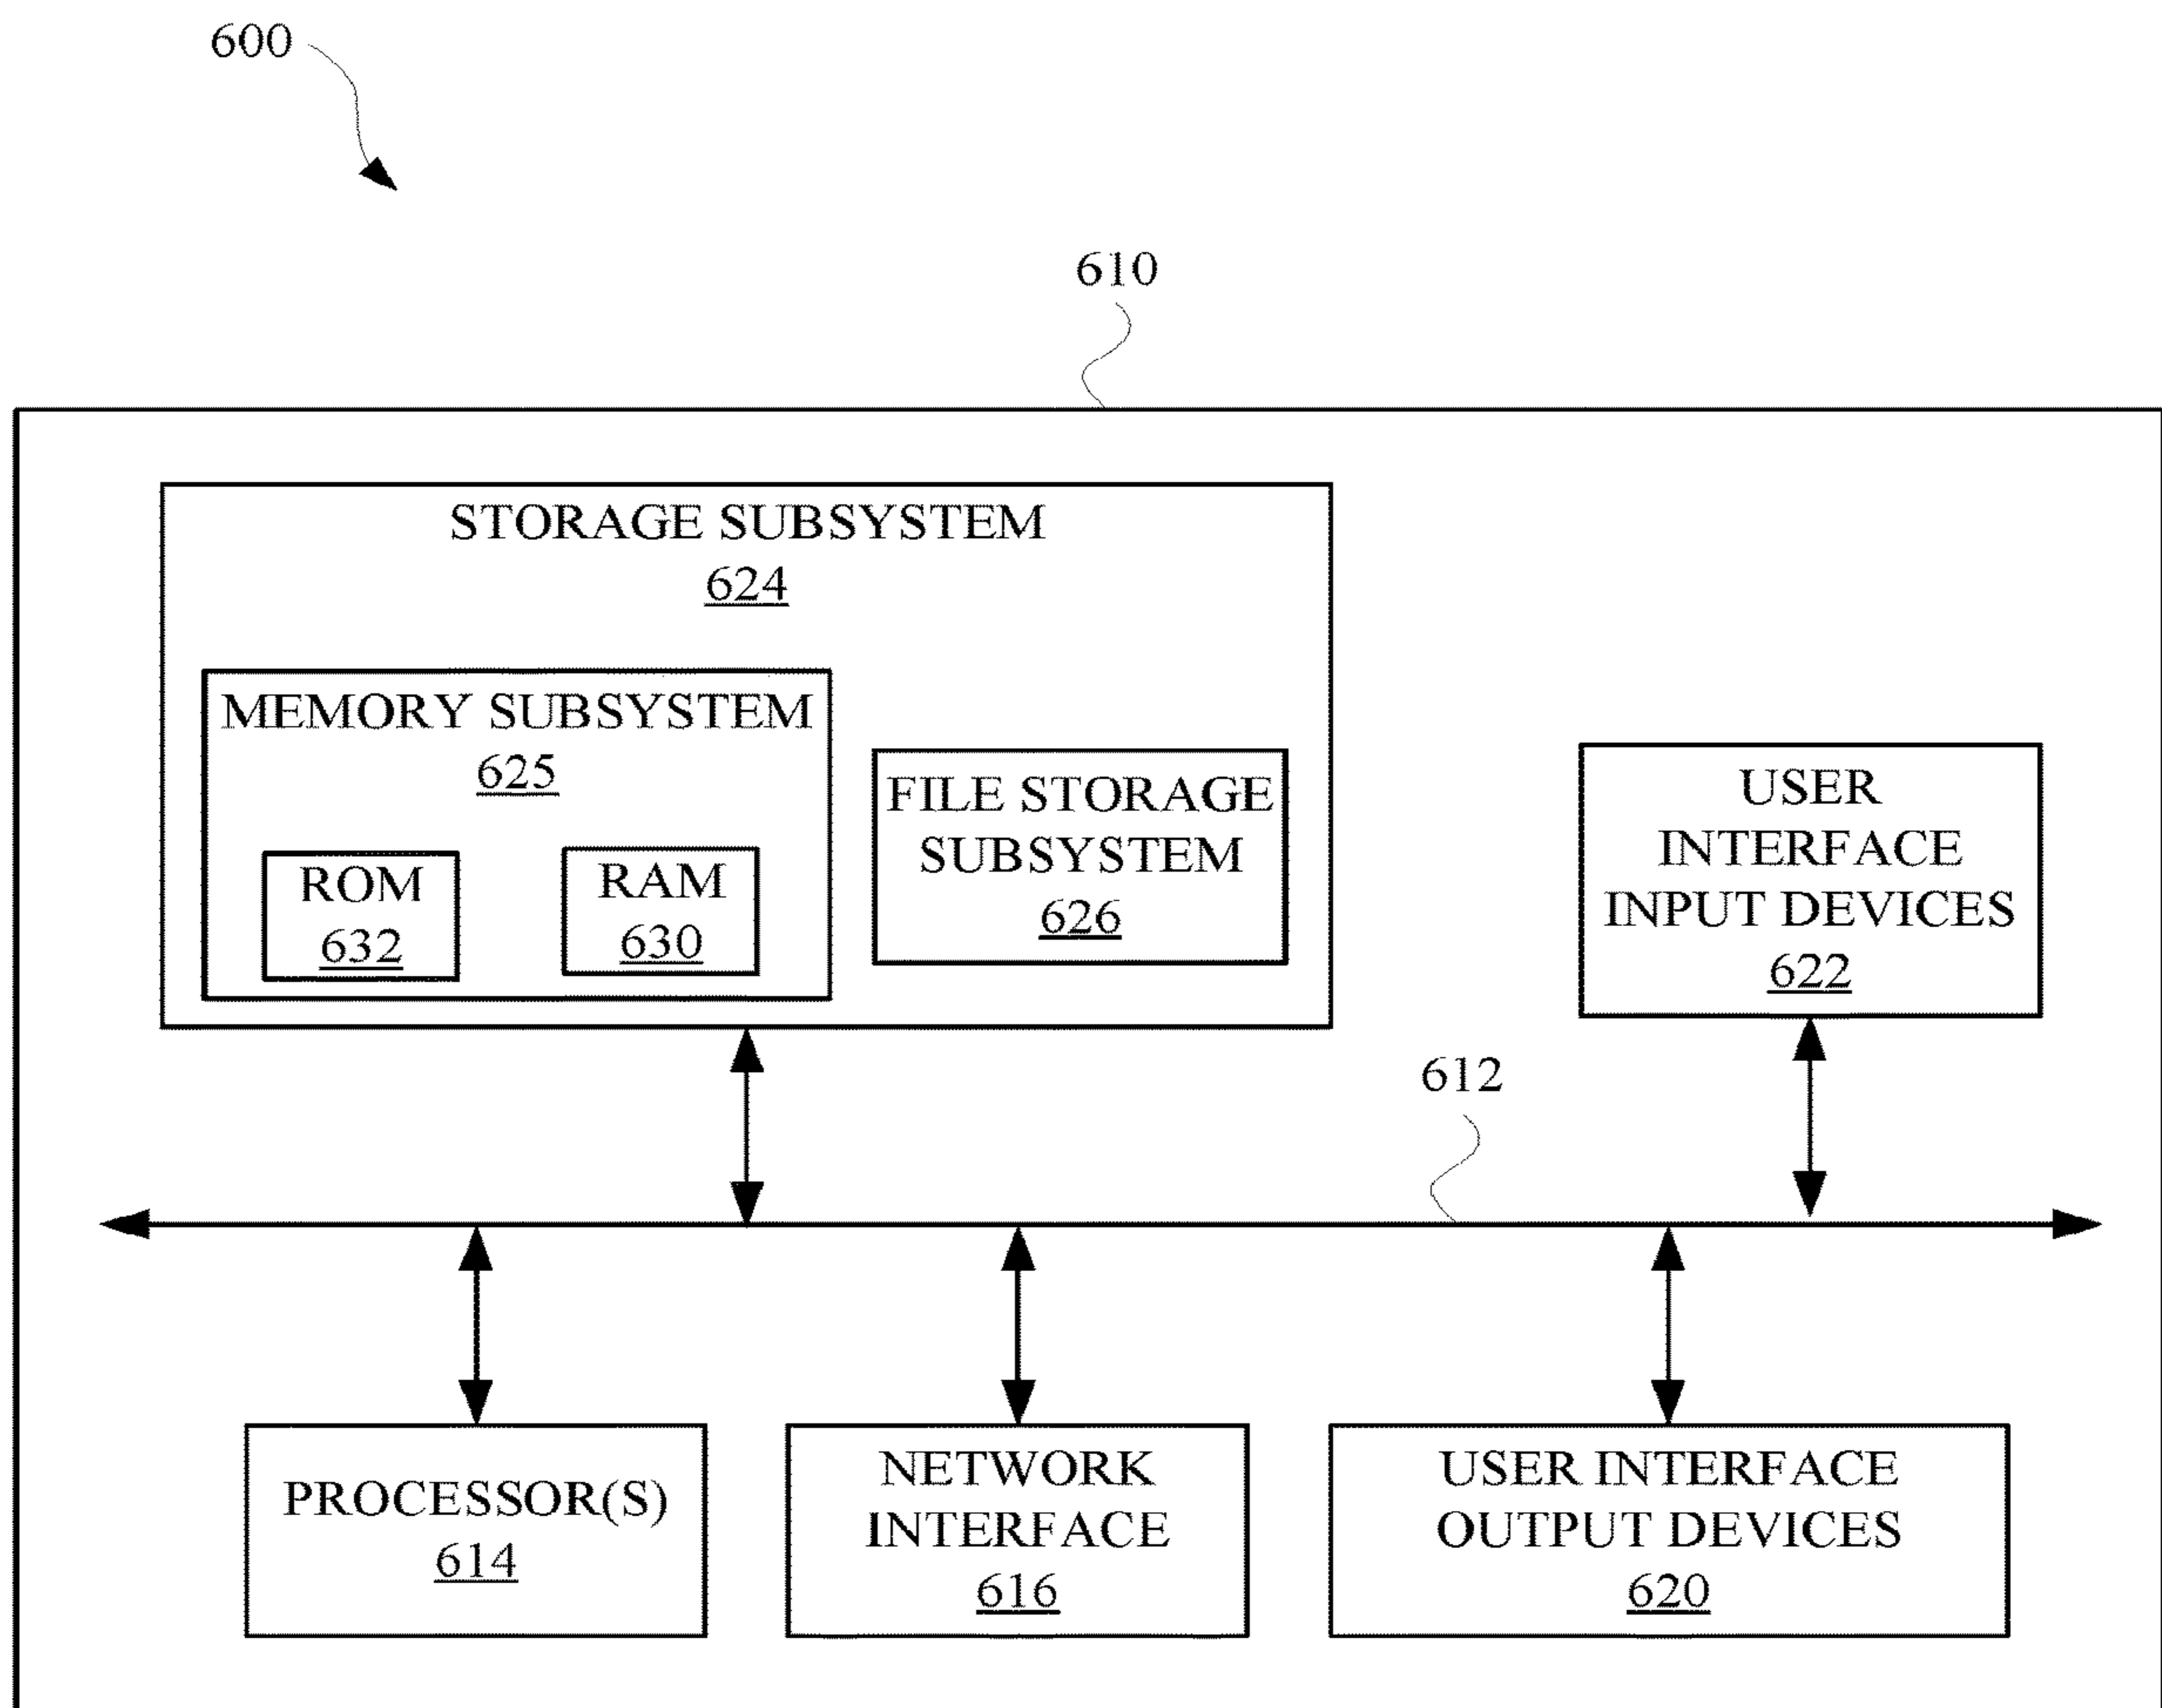 600
610
STORAGE SUBSYSTEM
624
MEMORY SUBSYSTEM
625
ROM
632
RAM
630
FILE STORAGE
SUBSYSTEM
626
USER
INTERFACE
INPUT DEVICES
622
612
PROCESSOR(S)
614
NETWORK
INTERFACE
616
USER INTERFACE
OUTPUT DEVICES
620